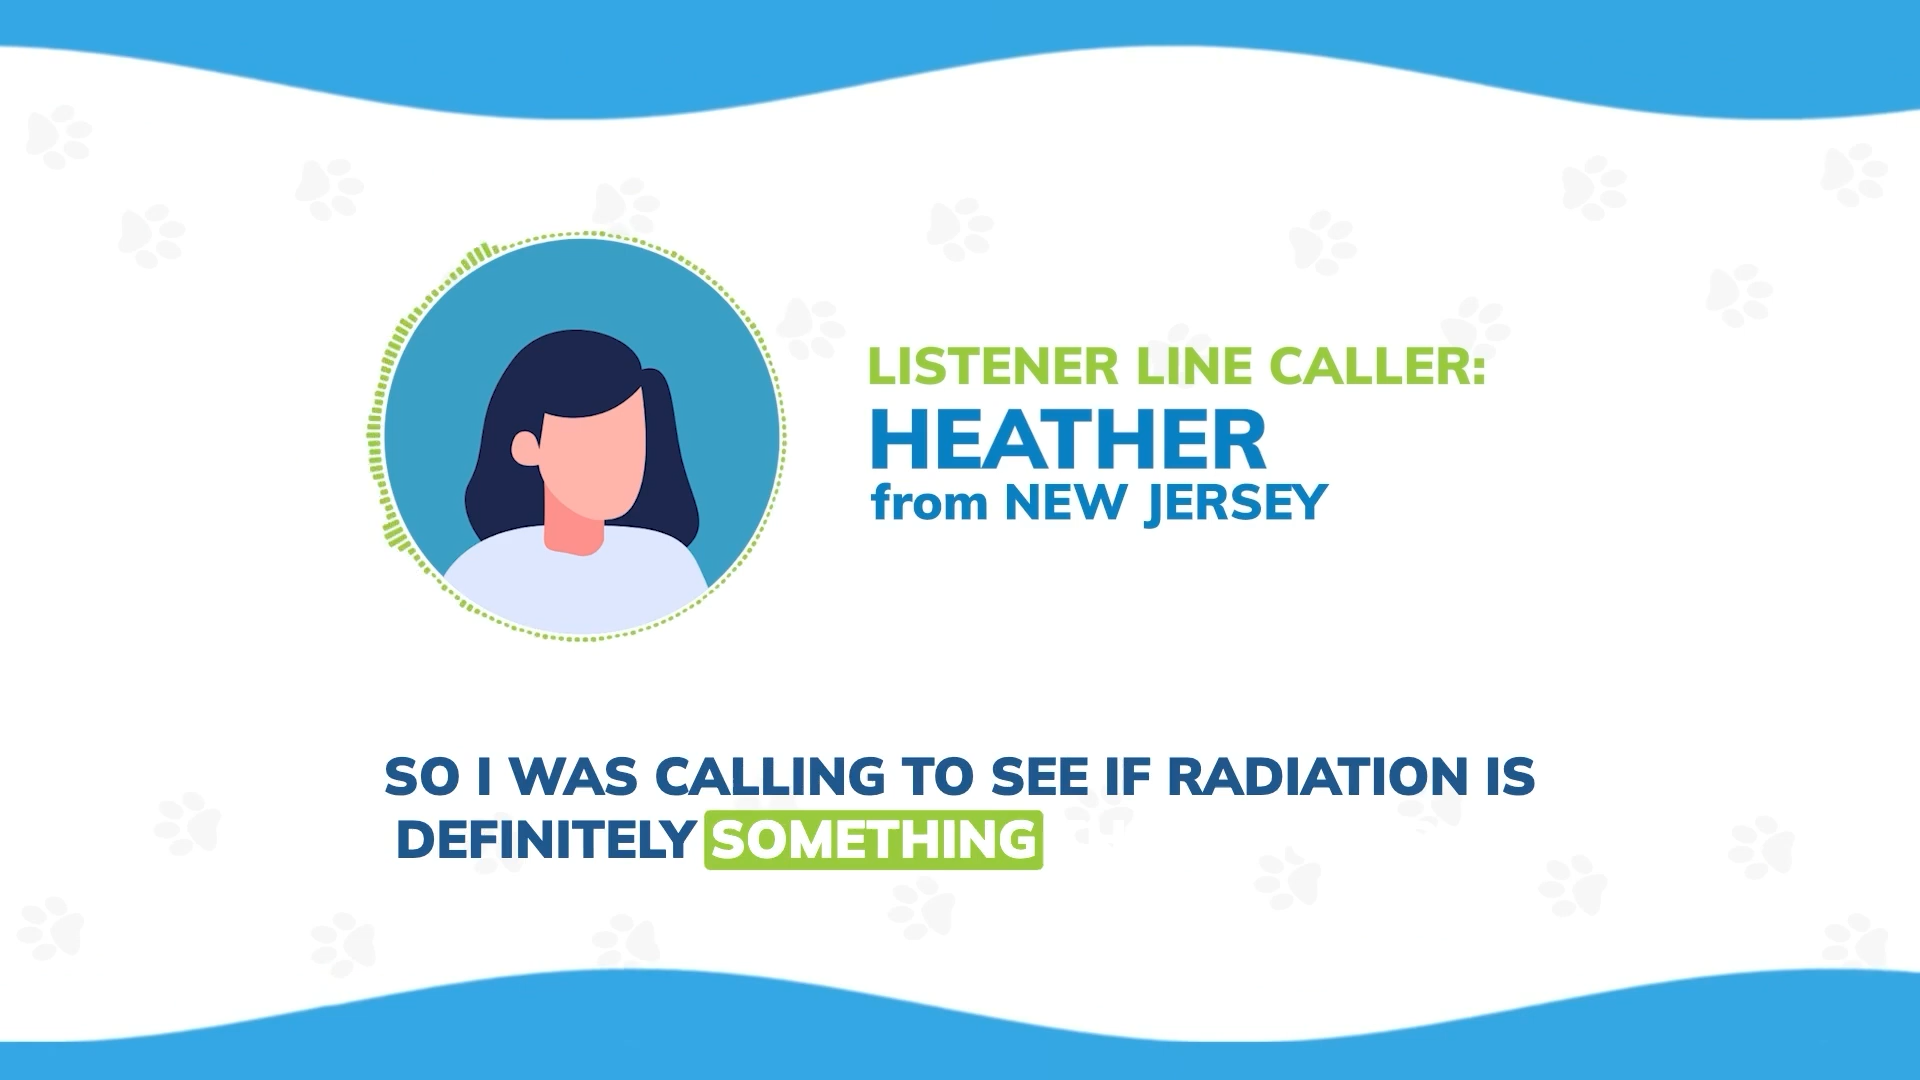 LISTENER LINE CALLER:
HEATHER
from NEW JERSEY
SO I WAS CALLING TO SEE IF RADIATION IS
DEFINITELY SOMETHING